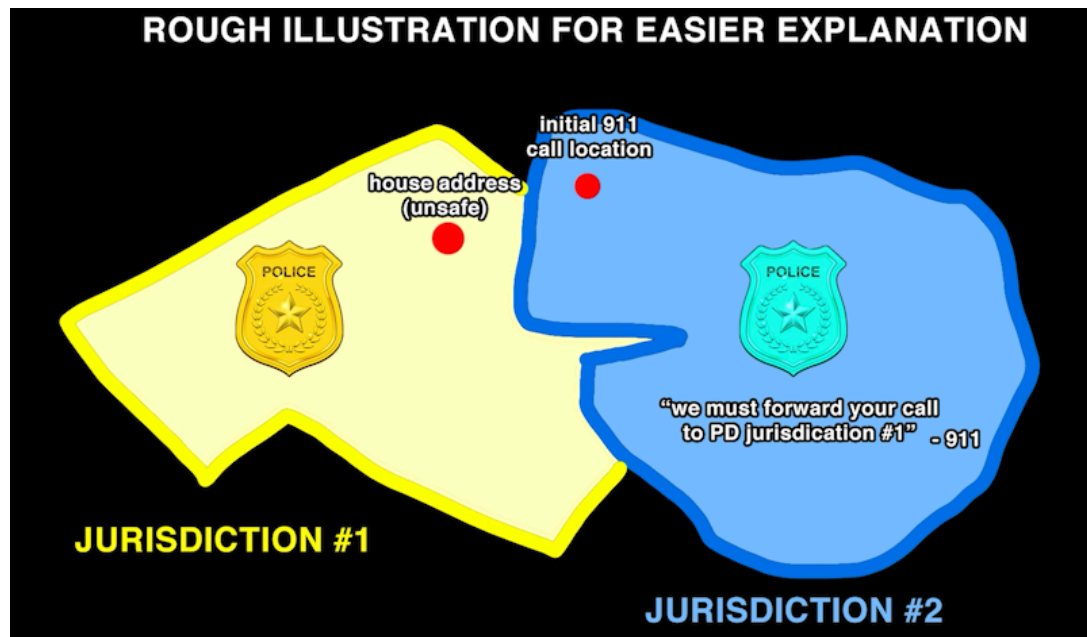 ROUGH ILLUSTRATION FOR EASIER EXPLANATION
initial 911
call location
house address
(unsafe)
POLICE
POLICE
“we must forward your call
to PD jurisdication #1” - 911
JURISDICTION #1
JURISDICTION #2